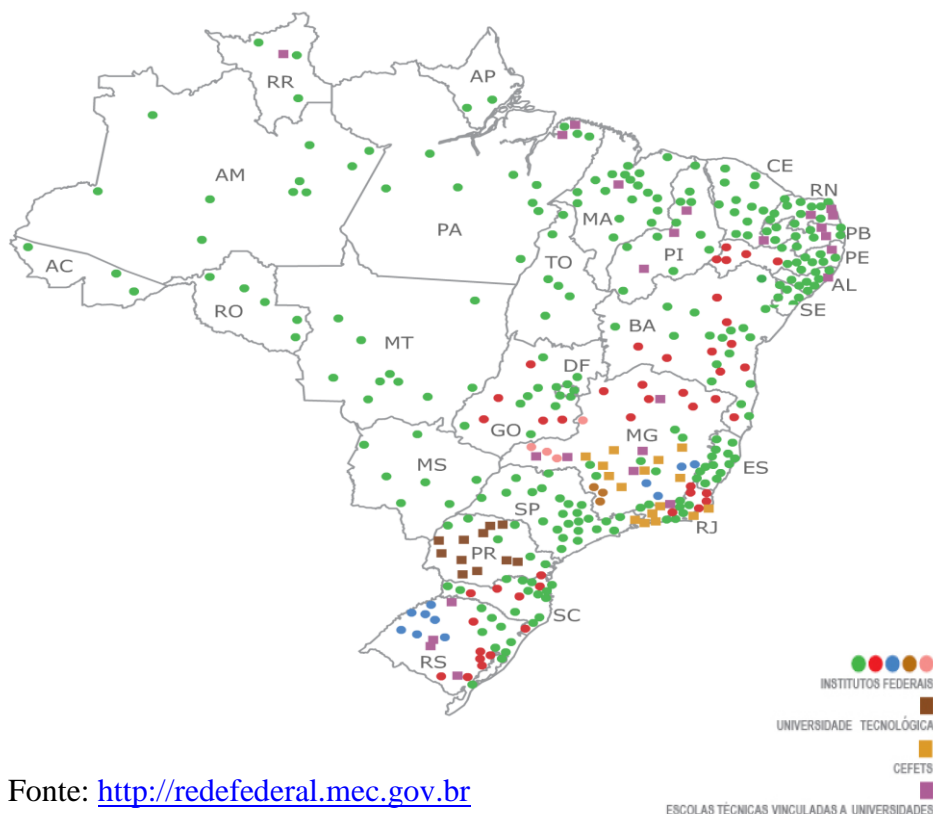 RR
AP
AM
PA
CE
RN
MA
PB
PI
PE
AC
TO
AL
RO
SE
BA
MT
DF
GO
MG
MS
ES
SP
RJ
PR
SC
RS
INSTITUTOS FEDERAIS
UNIVERSIDADE TECNOLÓGICA
CEFETS
Fonte: http://redefederal.mec.gov.br
ESCOLAS TÉCNICAS VINCULADAS A UNIVERSIDADES